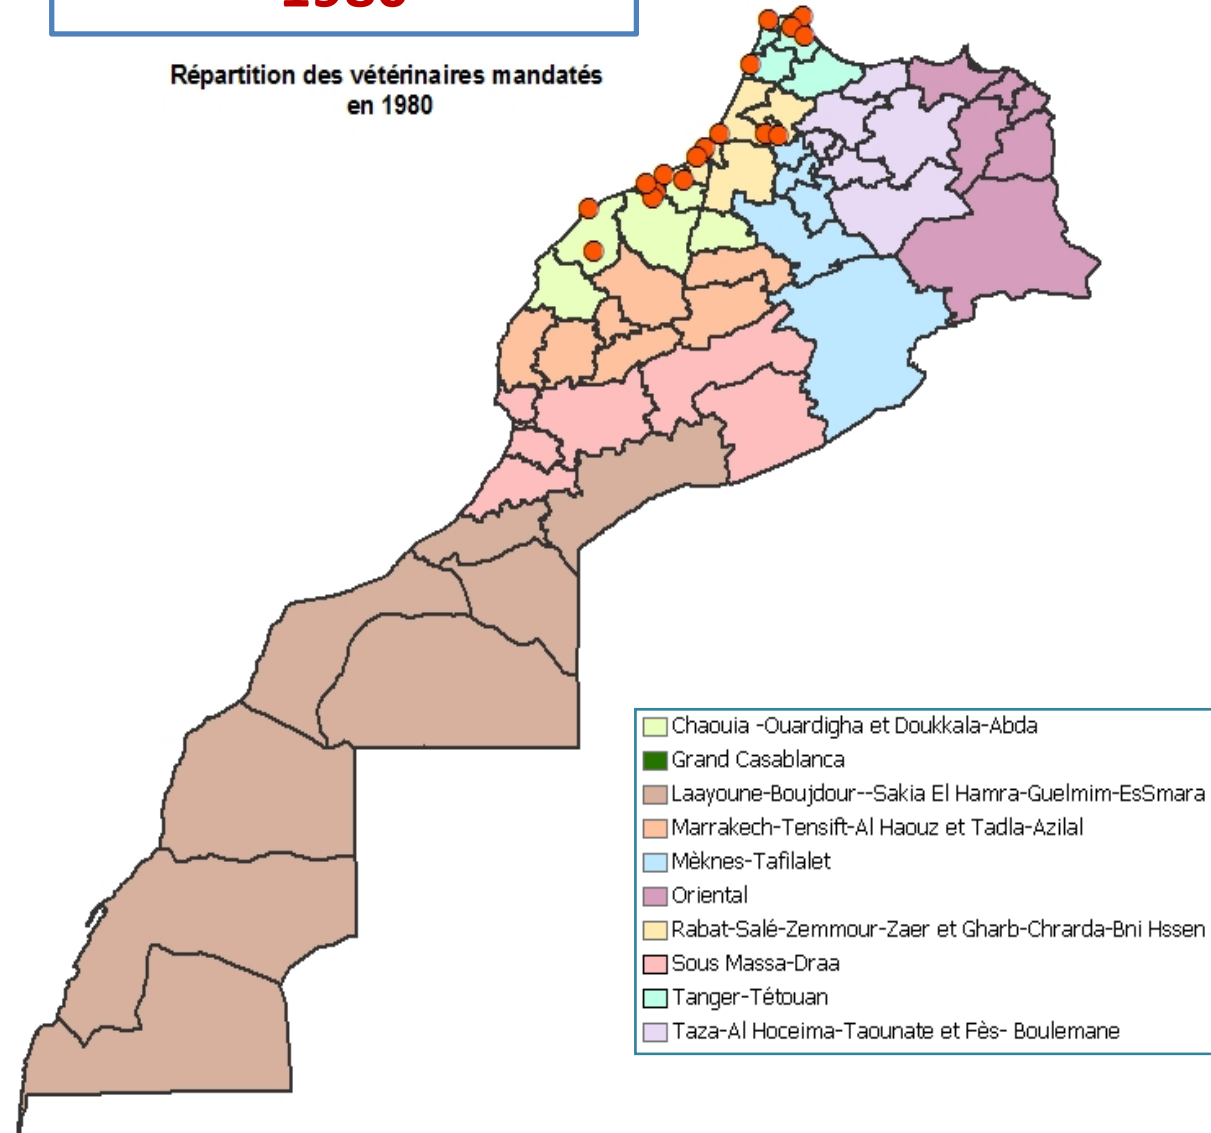 1980
Répartition des vétérinaires mandatés
en 1980
Chaouia -Ouardigha et Doukkala-Abda
Grand Casablanca
Laayoune-Boujdour--Sakia El Hamra-Guelmim-EsSmara
Marrakech-Tensift-Al Haouz et Tadla-Azilal
Mèknes-Tafilalet
Oriental
Rabat-Salé-Zemmour-Zaer et Gharb-Chrarda-Bni Hssen
Sous Massa-Draa
Tanger-Tétouan
Taza-Al Hoceima-Taounate et Fès- Boulemane